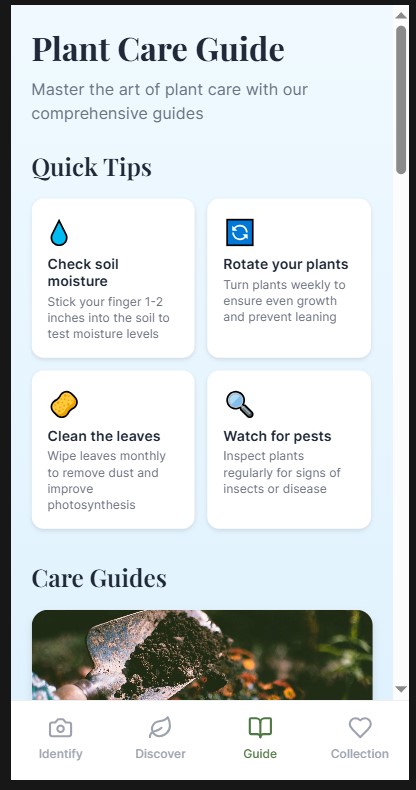 Plant Care Guide
Master the art of plant care with our
comprehensive guides
Quick Tips
Check soil
moisture
Stick your finger 1-2
inches into the soil to
test moisture levels
Rotate your plants
Turn plants weekly to
ensure even growth
and prevent leaning
Clean the leaves
Wipe leaves monthly
to remove dust and
improve
photosynthesis
Watch for pests
Inspect plants
regularly for signs of
insects or disease
Care Guides
Identify
Discover
Guide
Collection